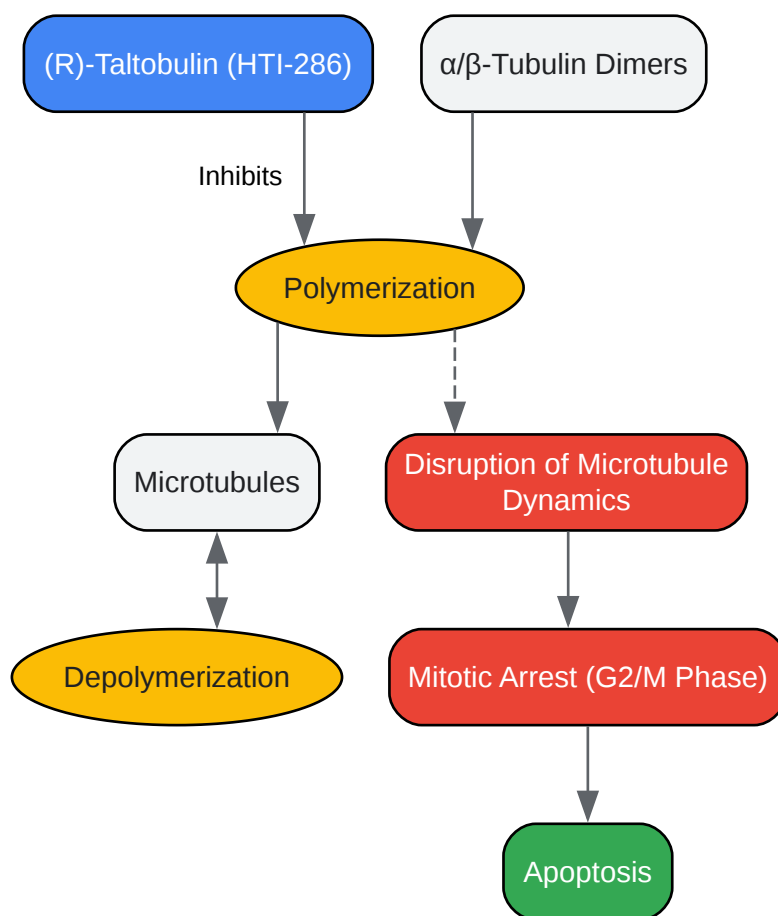 (R)-Taltobulin (HTI-286)
α/β-Tubulin Dimers
Inhibits
Polymerization
Microtubules
Disruption of Microtubule
Dynamics
Depolymerization
Mitotic Arrest (G2/M Phase)
Apoptosis